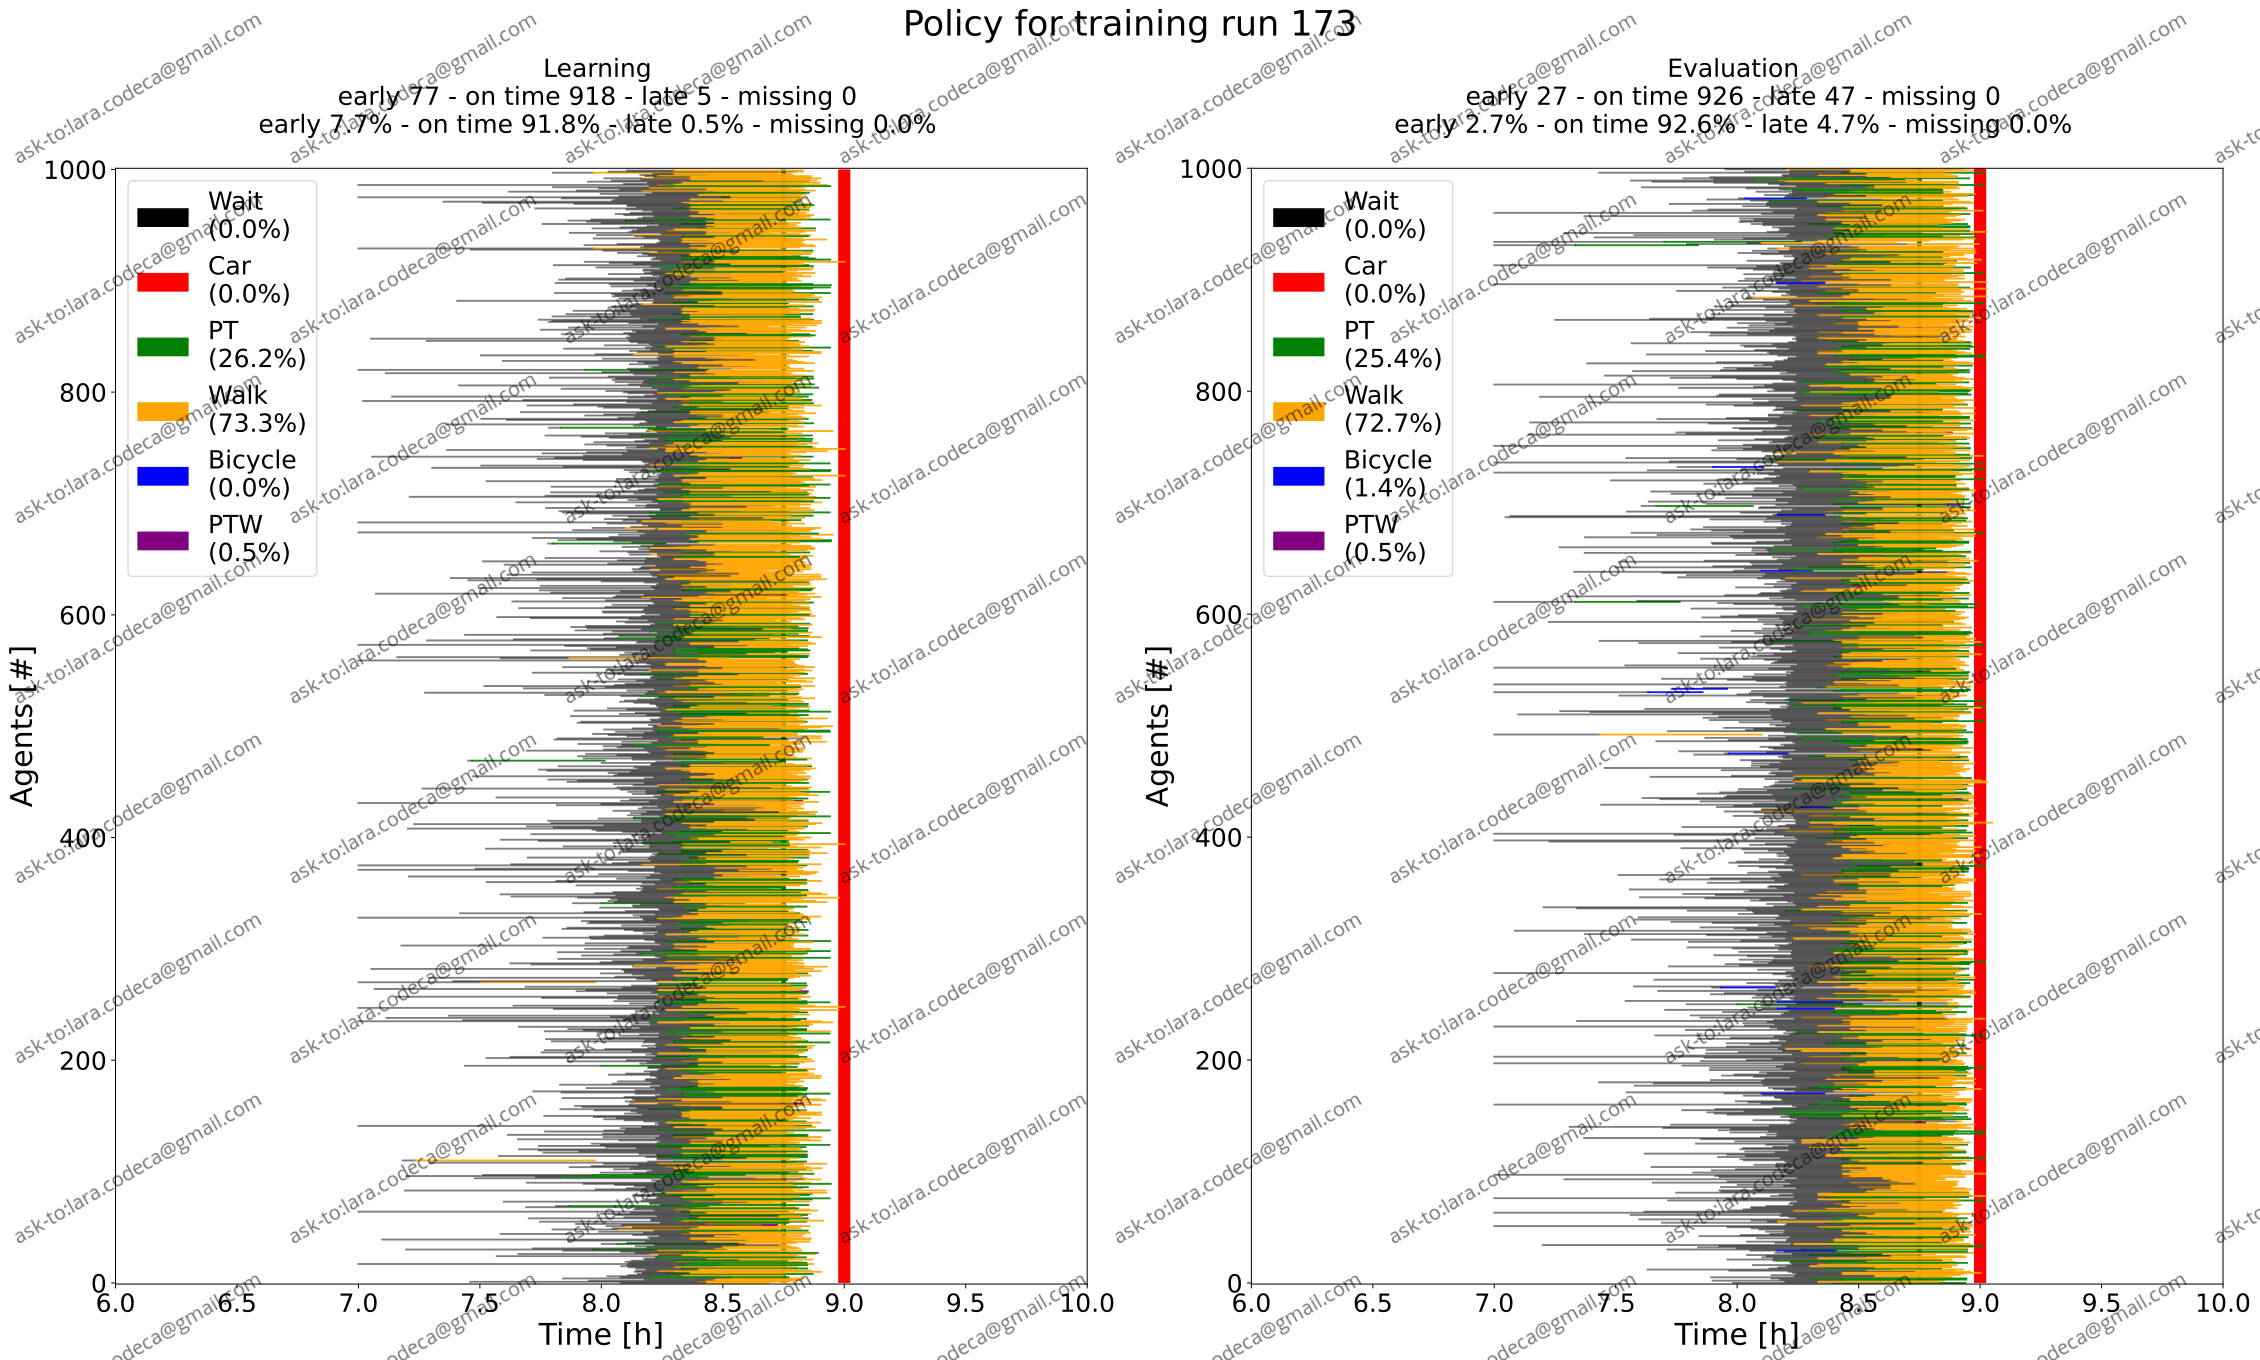 Policy for training run 173
Learning
early 77 - on time 918 - late 5 - missing 0
early 7.7% - on time 91.8% - late 0.5% - missing 0.0%
1000
800
600
400
200
0
Agents [#]
Wait
(0.0%)
Car
(0.0%)
PT
(26.2%)
Walk
(73.3%)
Bicycle
(0.0%)
PTW
(0.5%)
6.0 6.5 7.0 7.5 8.0 8.5 9.0 9.5 10.0
Time [h]
Evaluation
early 27 - on time 926 - late 47 - missing 0
early 2.7% - on time 92.6% - late 4.7% - missing 0.0%
1000
800
600
400
200
0
Agents [#]
Wait
(0.0%)
Car
(0.0%)
PT
(25.4%)
Walk
(72.7%)
Bicycle
(1.4%)
PTW
(0.5%)
6.0 6.5 7.0 7.5 8.0 8.5 9.0 9.5 10.0
Time [h]
ask-to:lara.codeca@gmail.com